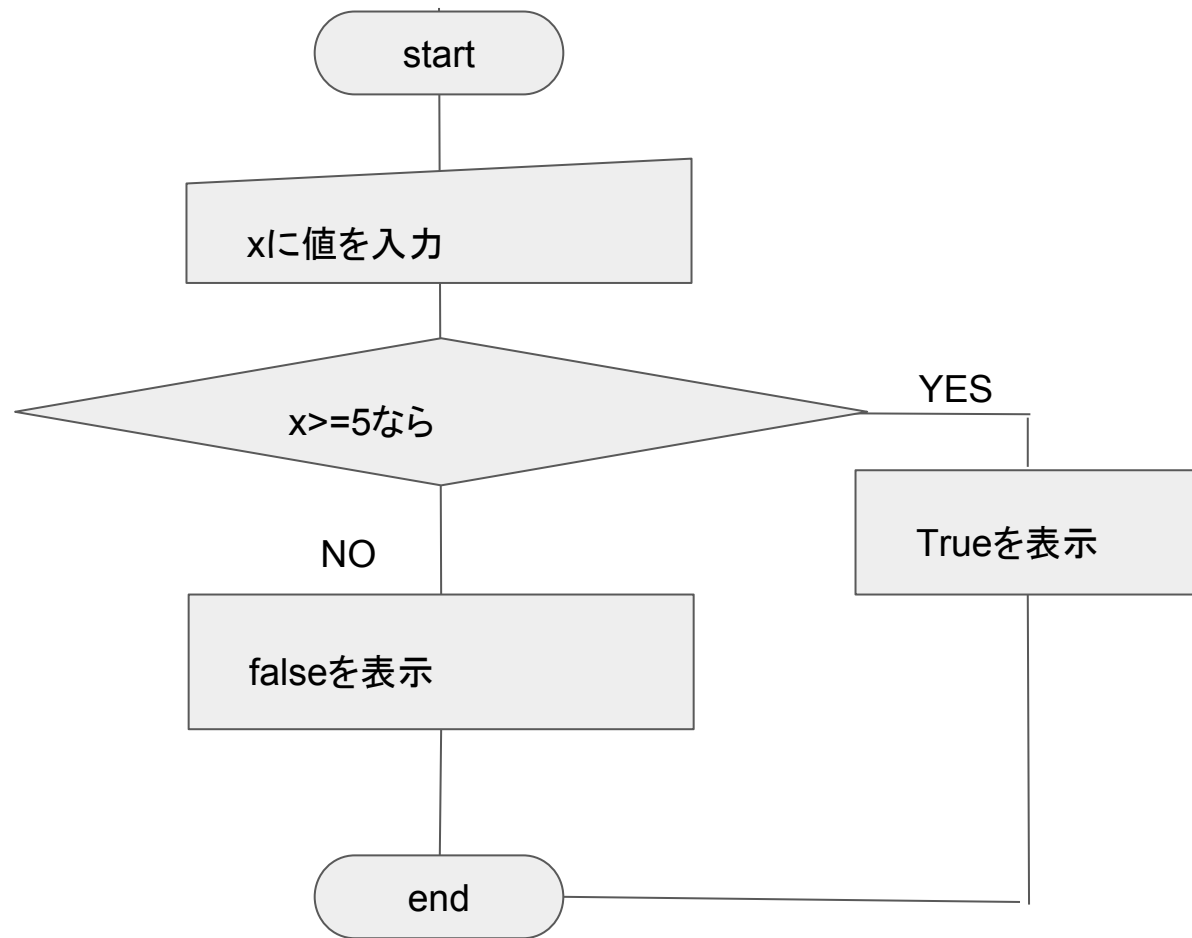 start
xに値を入力
x>=5なら
YES
Trueを表示
NO
falseを表示
end